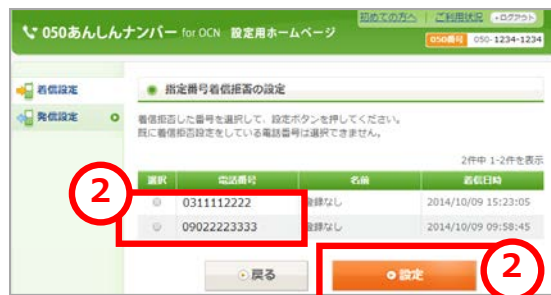 初めての方へ ご利用状況 ログアウト
050あんしんナンバー for OCN 設定用ホームページ
050番号 050-1234-1234
着信設定
発信設定
指定番号着信拒否の設定
着信拒否した番号を選択して、設定ボタンを押してください。
既に着信拒否設定をしている電話番号は選択できません。
2件中 1-2件を表示
選択 電話番号 名前 着信日時
2
0311112222 登録なし 2014/10/09 15:23:05
09022223333 登録なし 2014/10/09 09:58:45
戻る 設定 2